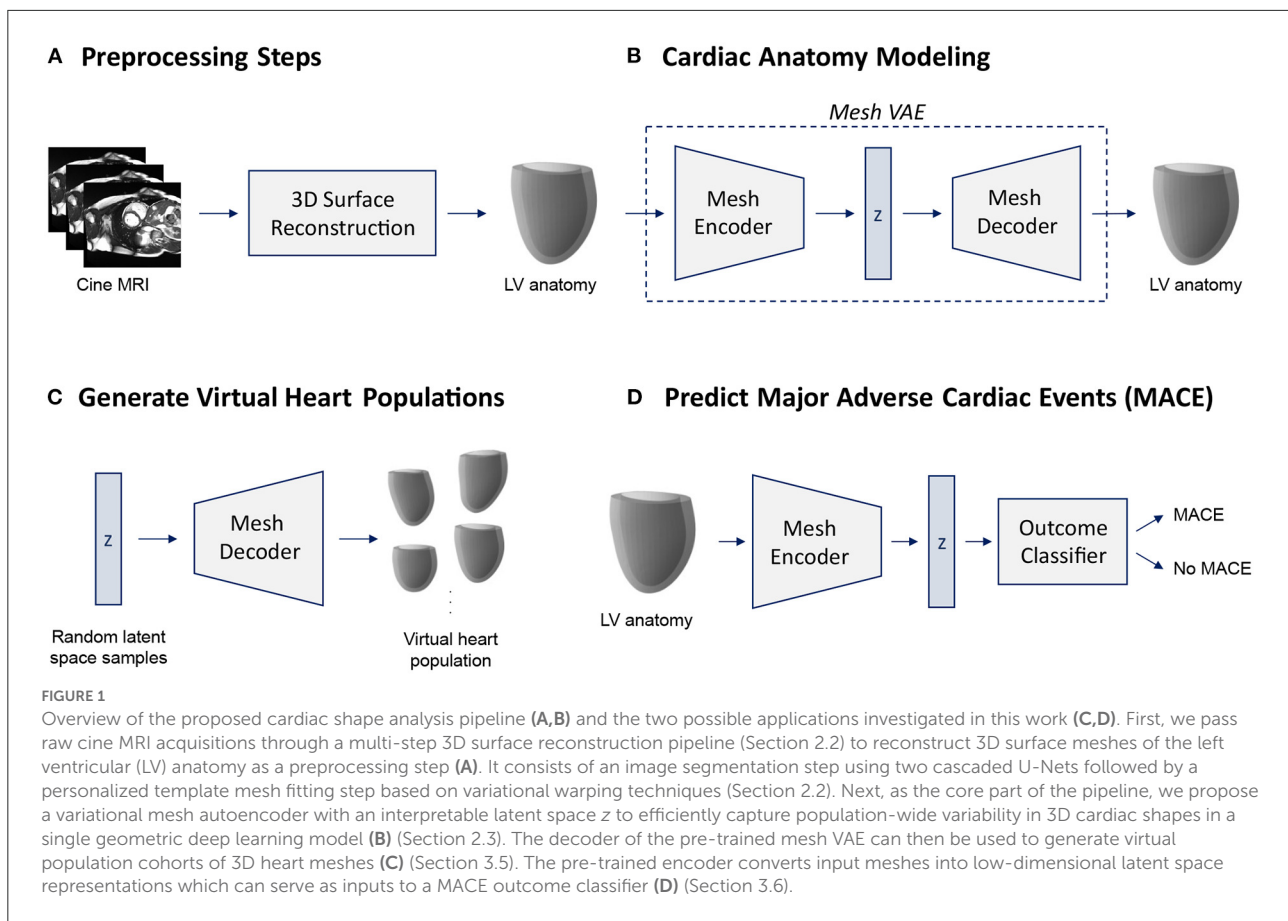 A Preprocessing Steps
Cine MRI
3D Surface
Reconstruction
LV anatomy
B Cardiac Anatomy Modeling
Mesh VAE
Mesh
Encoder
z
Mesh
Decoder
LV anatomy
C Generate Virtual Heart Populations
z
Random latent
space samples
Mesh
Decoder
Virtual heart
population
D Predict Major Adverse Cardiac Events (MACE)
LV anatomy
Mesh
Encoder
z
Outcome
Classifier
MACE
No MACE
FIGURE 1
Overview of the proposed cardiac shape analysis pipeline (A,B) and the two possible applications investigated in this work (C,D). First, we pass
raw cine MRI acquisitions through a multi-step 3D surface reconstruction pipeline (Section 2.2) to reconstruct 3D surface meshes of the left
ventricular (LV) anatomy as a preprocessing step (A). It consists of an image segmentation step using two cascaded U-Nets followed by a
personalized template mesh fitting step based on variational warping techniques (Section 2.2). Next, as the core part of the pipeline, we propose
a variational mesh autoencoder with an interpretable latent space z to efficiently capture population-wide variability in 3D cardiac shapes in a
single geometric deep learning model (B) (Section 2.3). The decoder of the pre-trained mesh VAE can then be used to generate virtual
population cohorts of 3D heart meshes (C) (Section 3.5). The pre-trained encoder converts input meshes into low-dimensional latent space
representations which can serve as inputs to a MACE outcome classifier (D) (Section 3.6).